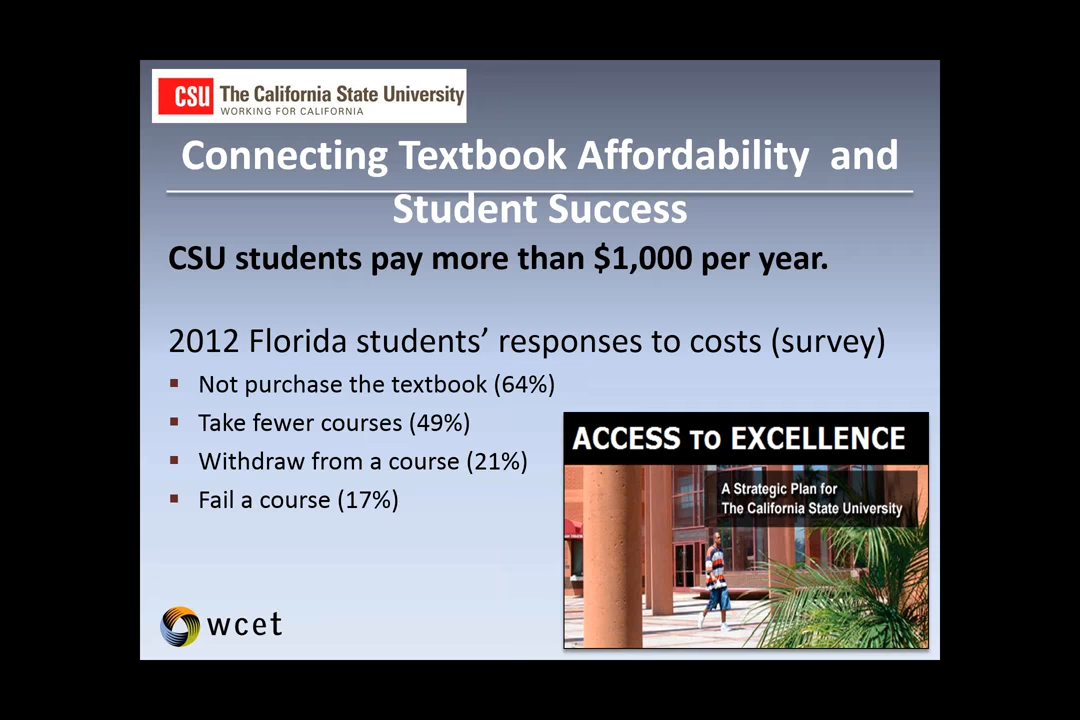 CSU The California State University
WORKING FOR CALIFORNIA
Connecting Textbook Affordability and
Student Success
CSU students pay more than $1,000 per year.
2012 Florida students’ responses to costs (survey)
▪ Not purchase the textbook (64%)
▪ Take fewer courses (49%)
▪ Withdraw from a course (21%)
▪ Fail a course (17%)
ACCESS TO EXCELLENCE
A Strategic Plan for
The California State University
wcet